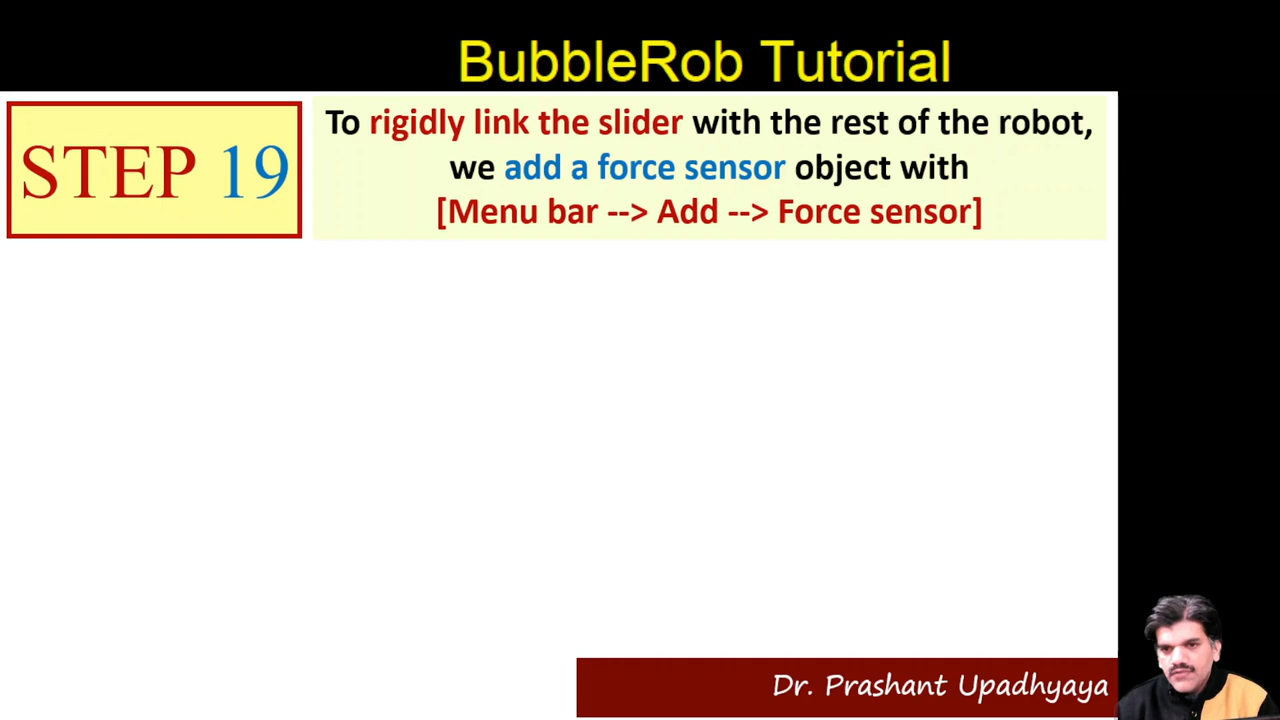 BubbleRob Tutorial
STEP 19
To rigidly link the slider with the rest of the robot,
we add a force sensor object with
[Menu bar --> Add --> Force sensor]
Dr. Prashant Upadhyaya